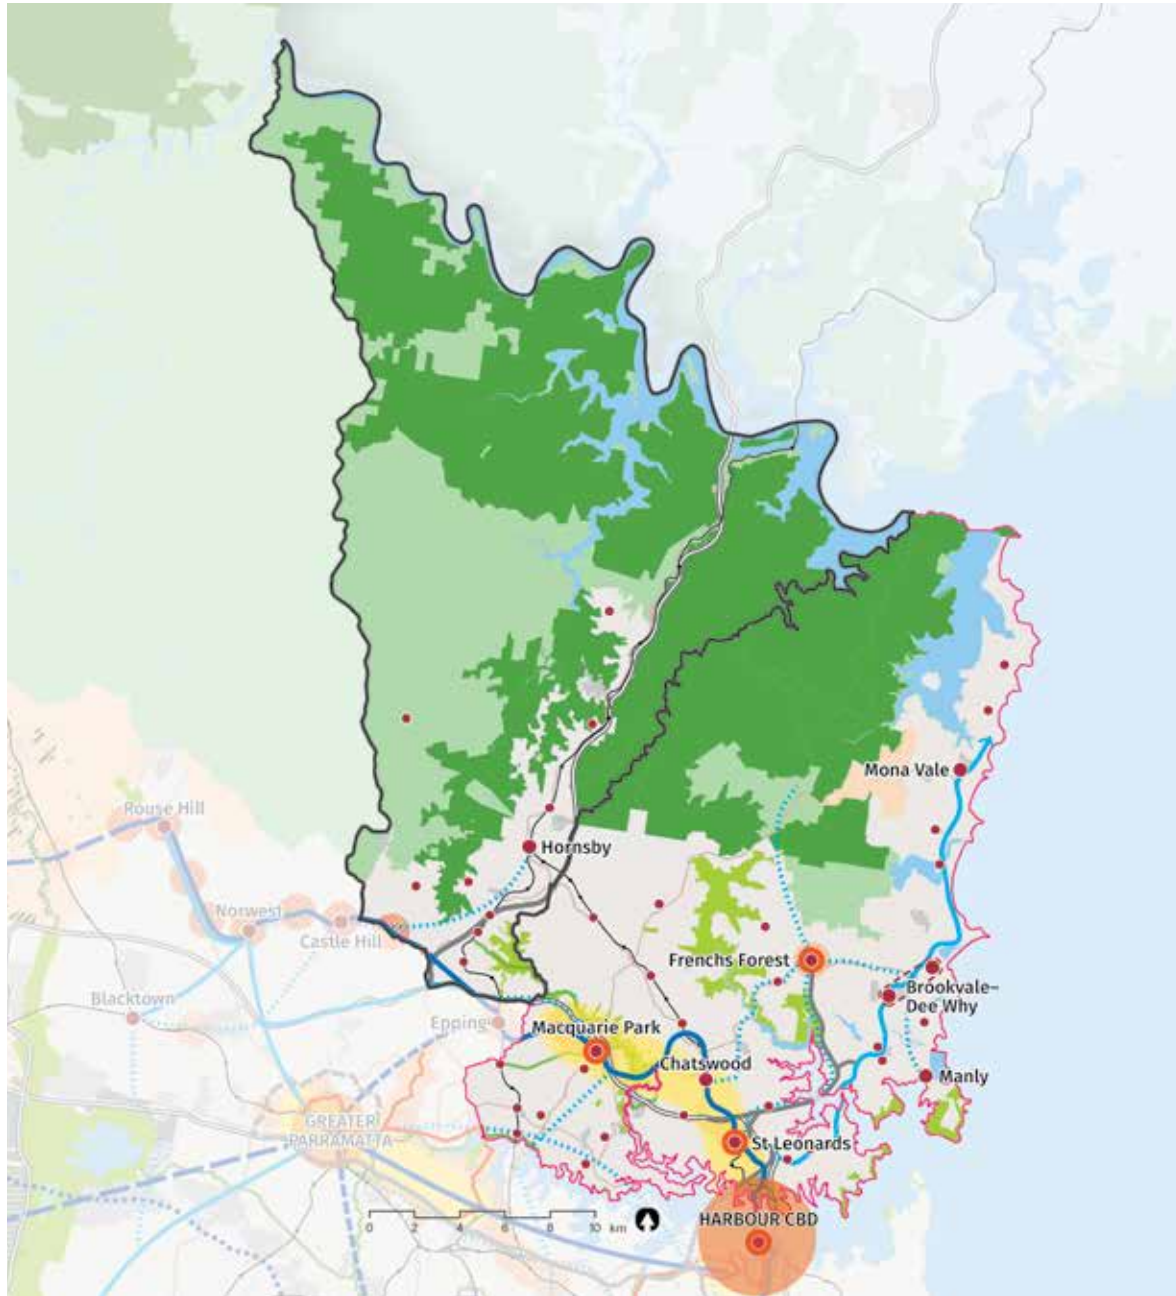 Mona Vale
Rouse Hill
Hornsby
Norwest
Castle Hill
Frenchs Forest
Brookvale–
Dee Why
Blacktown
Epping
Macquarie Park
Chatswood
Manly
GREATER
PARRAMATTA
St Leonards
HARBOUR CBD
0 2 4 6 8 10 km